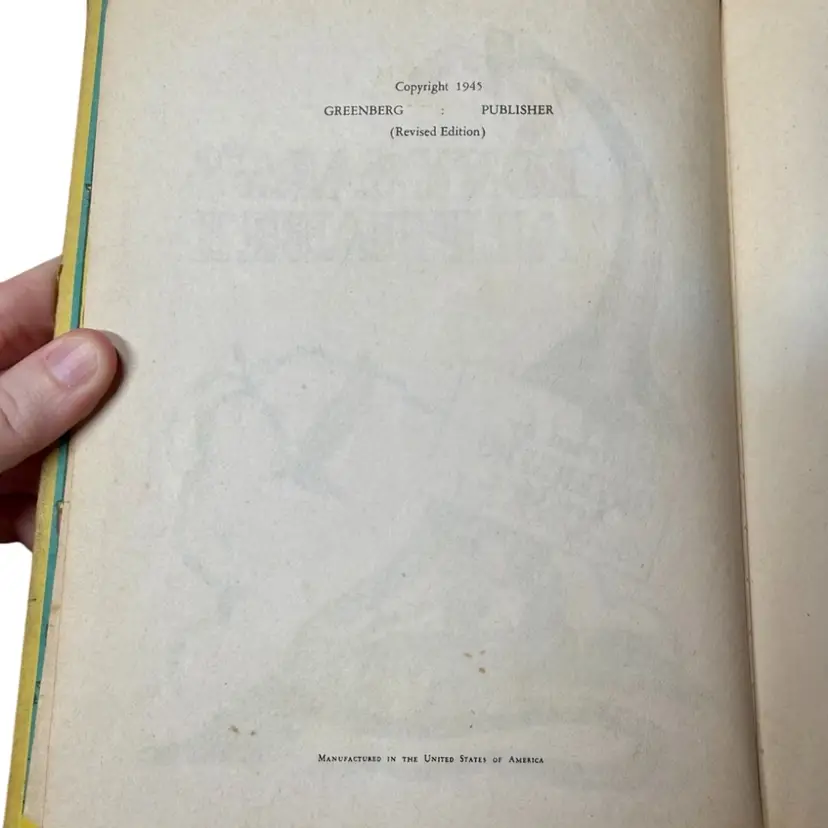 Copyright 1945
GREENBERG : PUBLISHER
(Revised Edition)
MANUFACTURED IN THE UNITED STATES OF AMERICA